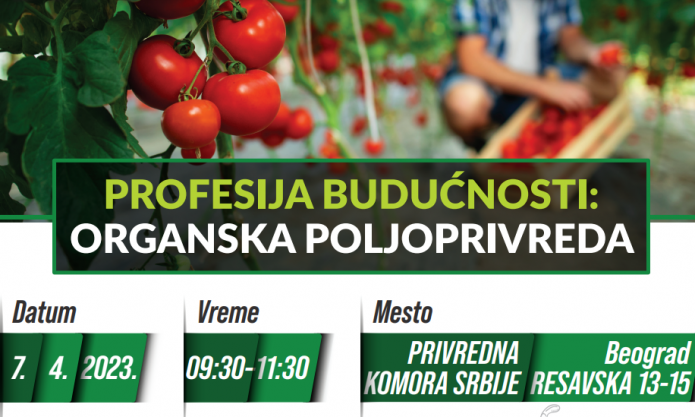 PROFESIJA BUDUĆNOSTI:
ORGANSKA POLJOPRIVREDA
Datum
7. 4. 2023.
Vreme
09:30-11:30
Mesto
PRIVREDNA
KOMORA SRBIJE
Beograd
RESAVSKA 13-15